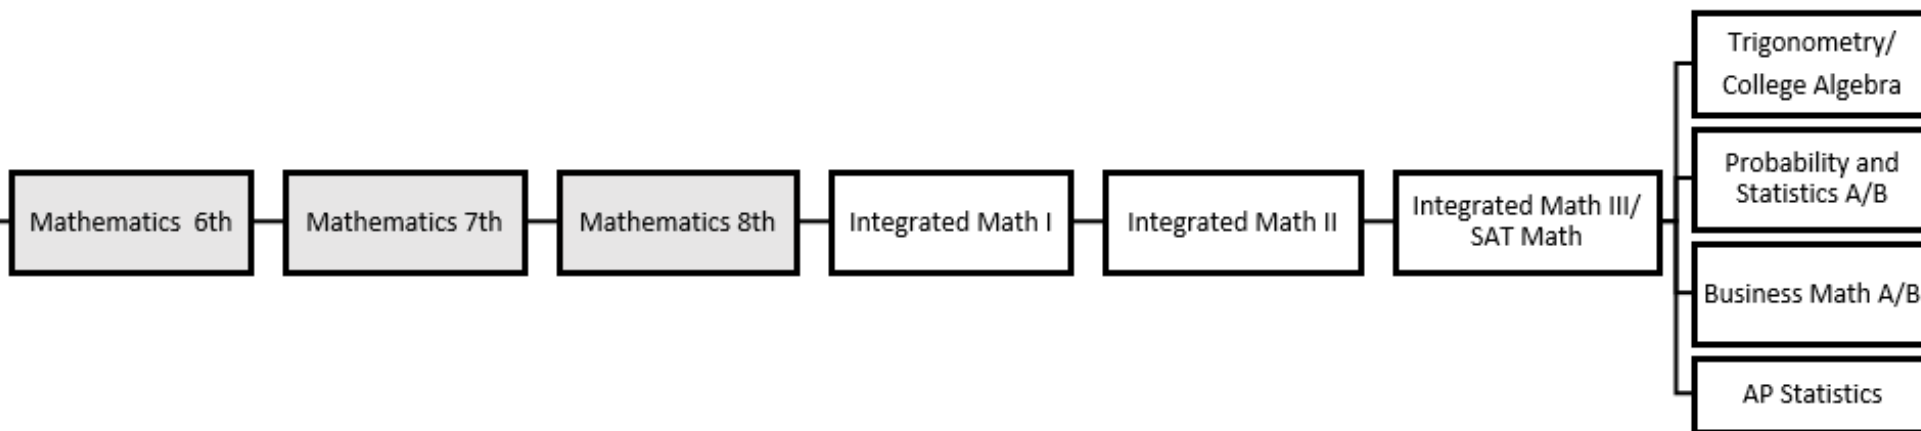 Mathematics  6th
Mathematics 7th
Mathematics 8th
Integrated Math I
Integrated Math II
Integrated Math III/
SAT Math
Trigonometry/
College Algebra
Probability and
Statistics A/B
Business Math A/B
AP Statistics